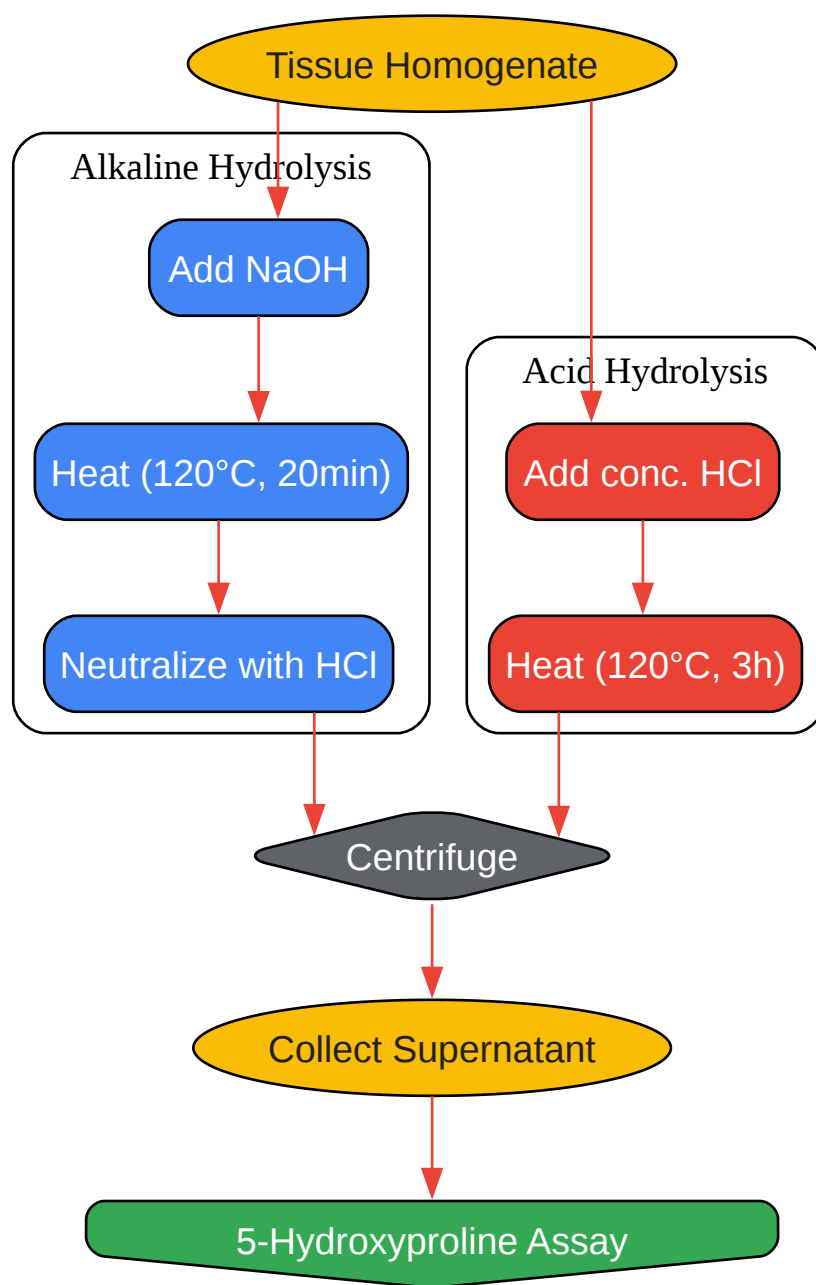 Tissue Homogenate
Alkaline Hydrolysis
Add NaOH
Heat (120°C, 20min)
Neutralize with HCl
Acid Hydrolysis
Add conc. HCl
Heat (120°C, 3h)
Centrifuge
Collect Supernatant
5-Hydroxyproline Assay